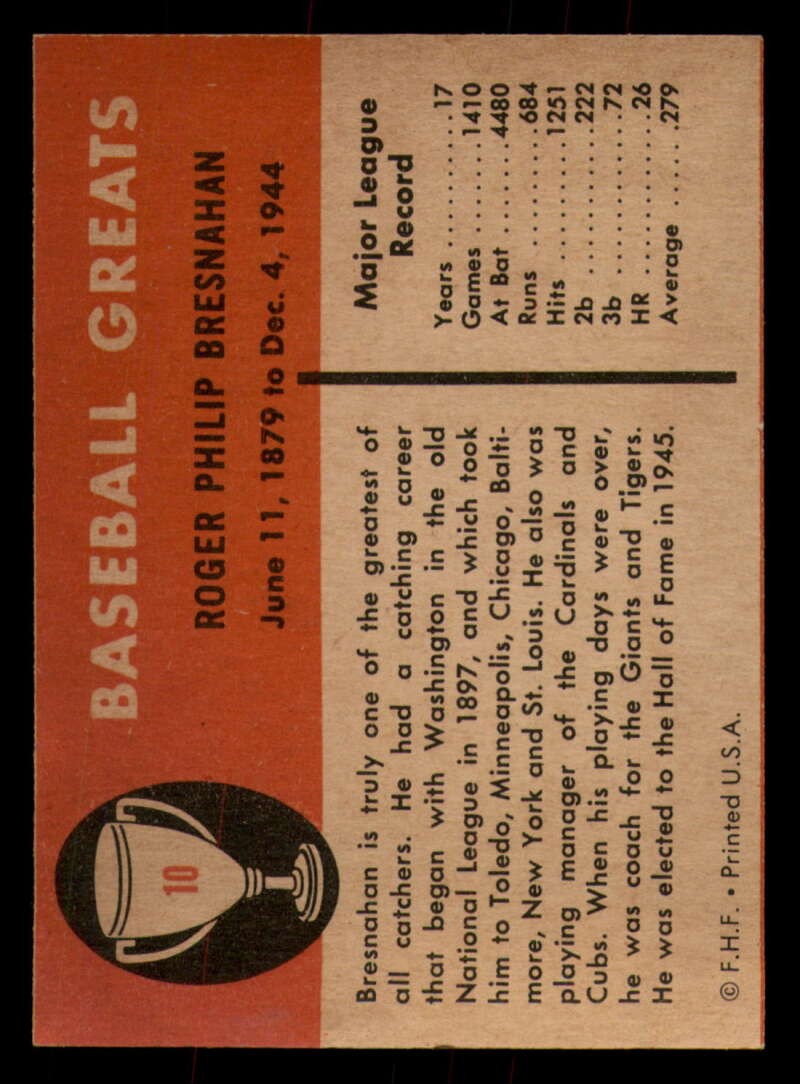 BASEBALL GREATS
10
ROGER PHILIP BRESNAHAN
June 11, 1879 to Dec. 4, 1944
Bresnahan is truly one of the greatest of
all catchers. He had a catching career
that began with Washington in the old
National League in 1897, and which took
him to Toledo, Minneapolis, Chicago, Balti-
more, New York and St. Louis. He also was
playing manager of the Cardinals and
Cubs. When his playing days were over,
he was coach for the Giants and Tigers.
He was elected to the Hall of Fame in 1945.
Major League
Record
Years ..........17
Games ........1410
At Bat ........4480
Runs ..........684
Hits ..........1251
2b ............222
3b .............72
HR ............26
Average ......279
© F.H.F. • Printed U.S.A.